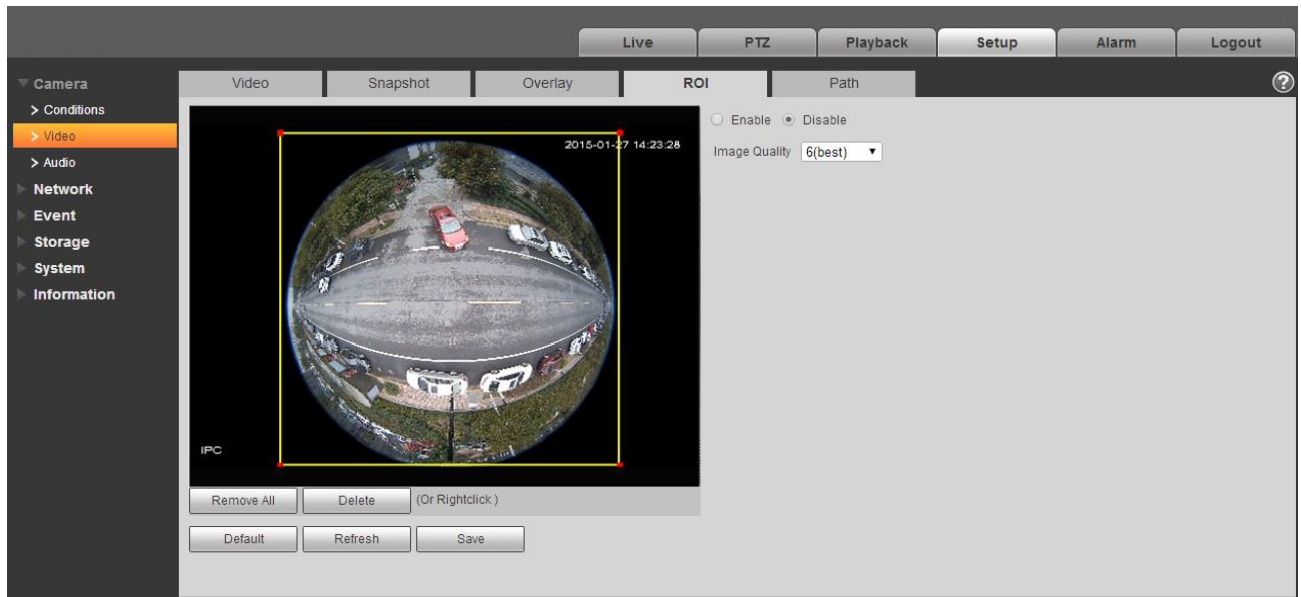 Live PTZ Playback Setup Alarm Logout
Camera
> Conditions
> Video
> Audio
Network
Event
Storage
System
Information
Video Snapshot Overlay ROI Path
?
2015-01-27 14:23:28
IPC
Enable Disable
Image Quality 6(best)
Remove All Delete (Or Rightclick )
Default Refresh Save